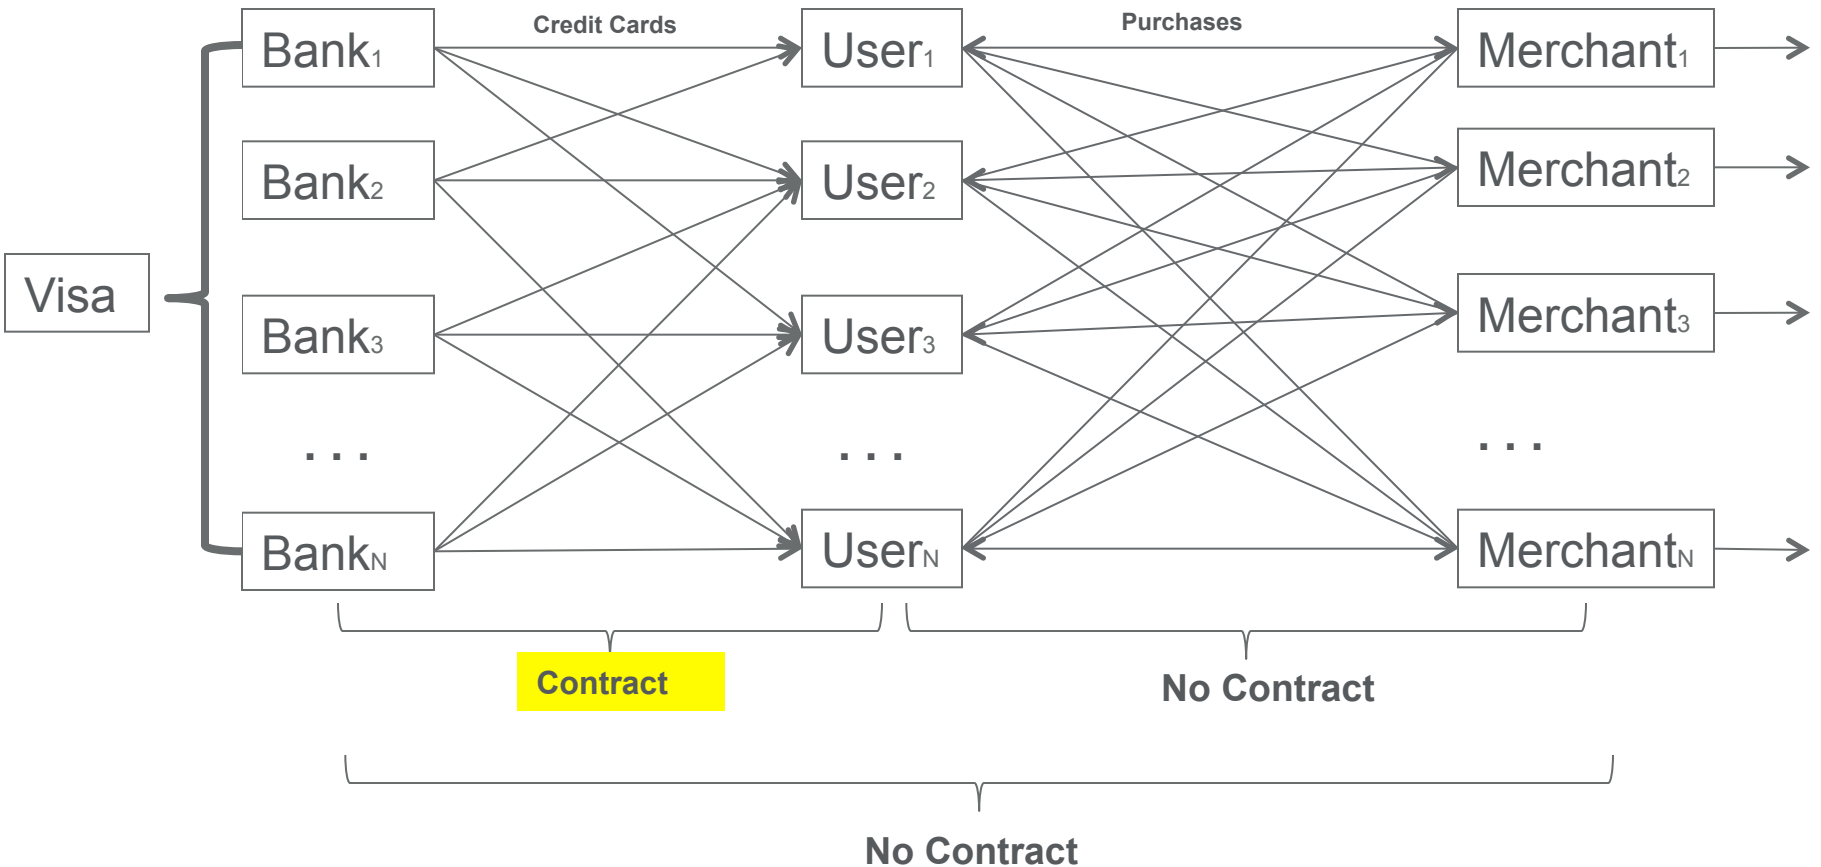 Credit Cards
Purchases
Bank1
User1
Merchant1
Bank2
User2
Merchant2
Visa
Bank3
User3
Merchant3
. . .
. . .
. . .
BankN
UserN
MerchantN
Contract
No Contract
No Contract